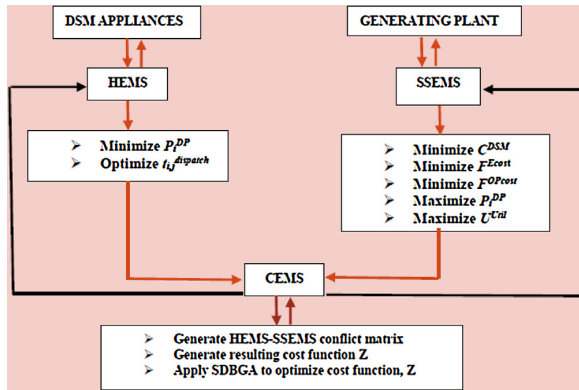 DSM APPLIANCES
GENERATING PLANT
HEMS
SSEMS
➢ Minimize P_i^DP
➢ Optimize t_i,j^dispatch
➢ Minimize C^DSM
➢ Minimize F^Ecost
➢ Minimize F^OPcost
➢ Maximize P_i^DP
➢ Maximize U^Util
CEMS
➢ Generate HEMS-SSEMS conflict matrix
➢ Generate resulting cost function Z
➢ Apply SDBGA to optimize cost function, Z